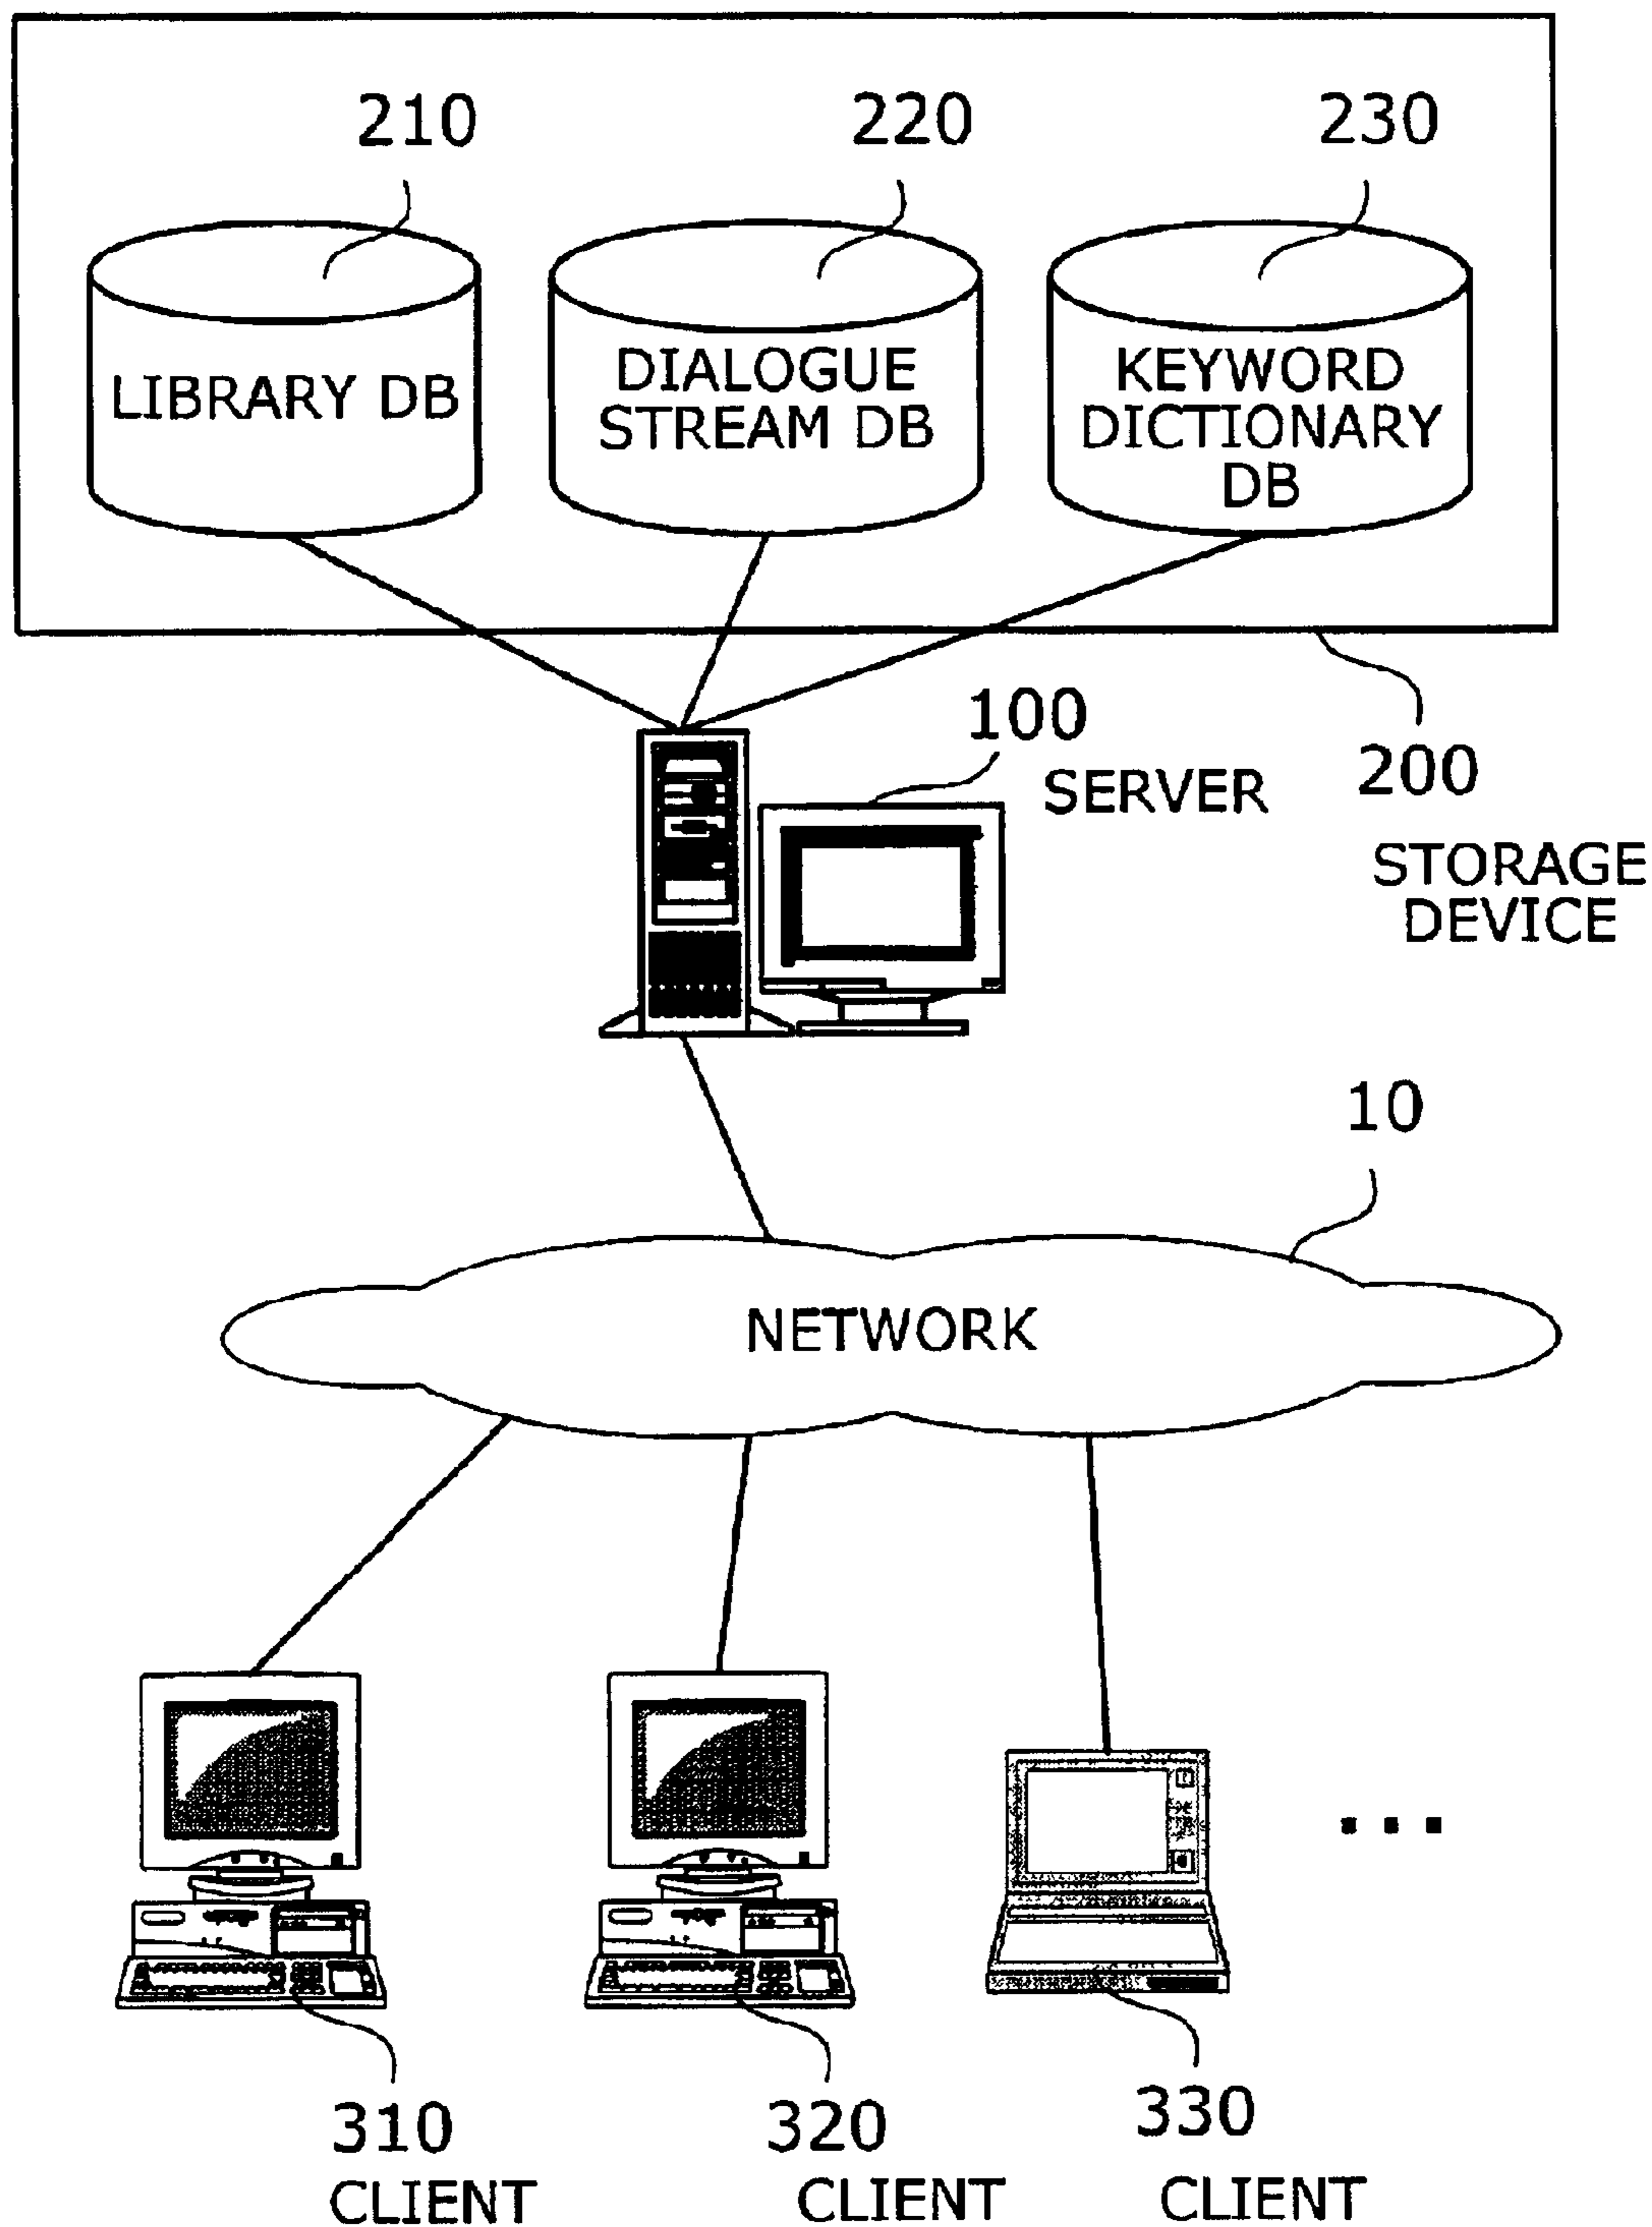 210
220
230
LIBRARY DB
DIALOGUE
STREAM DB
KEYWORD
DICTIONARY
DB
100
SERVER
200
STORAGE
DEVICE
10
NETWORK
310
CLIENT
320
CLIENT
330
CLIENT